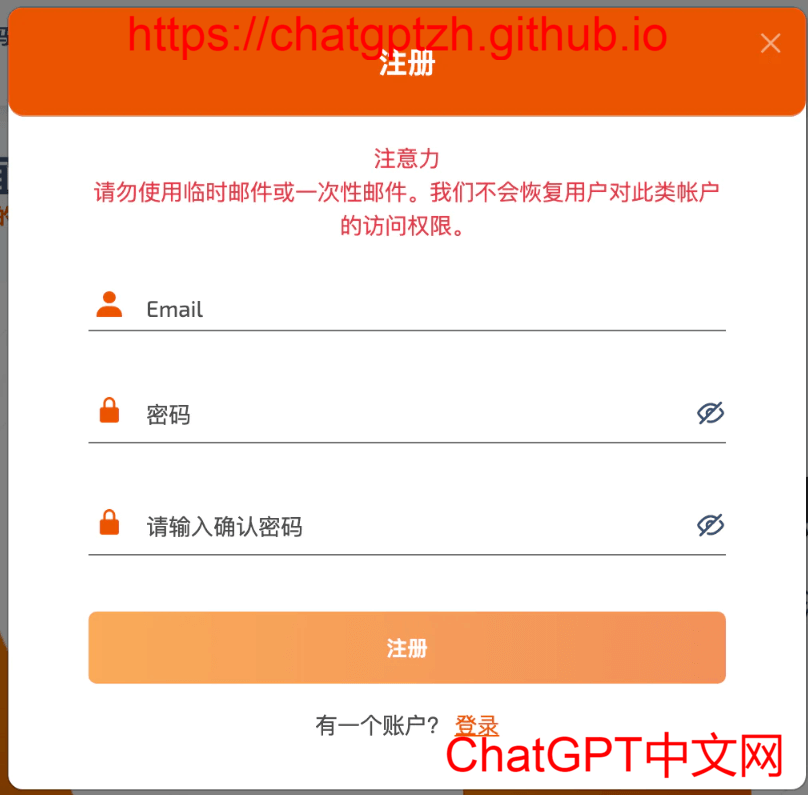 https://chatgptzh.github.io
注册
注意力
请勿使用临时邮件或一次性邮件。我们不会恢复用户对此类帐户
的访问权限。
Email
密码
请输入确认密码
注册
有一个账户? 登录
ChatGPT中文网